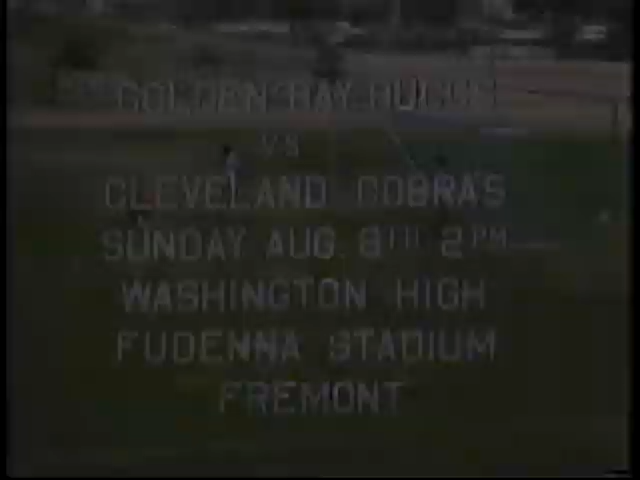 GOLDEN BAY
VS
CLEVELAND COBRAS
SUNDAY AUG. 8TH 2PM
WASHINGTON HIGH
FUDENNA STADIUM
FREMONT